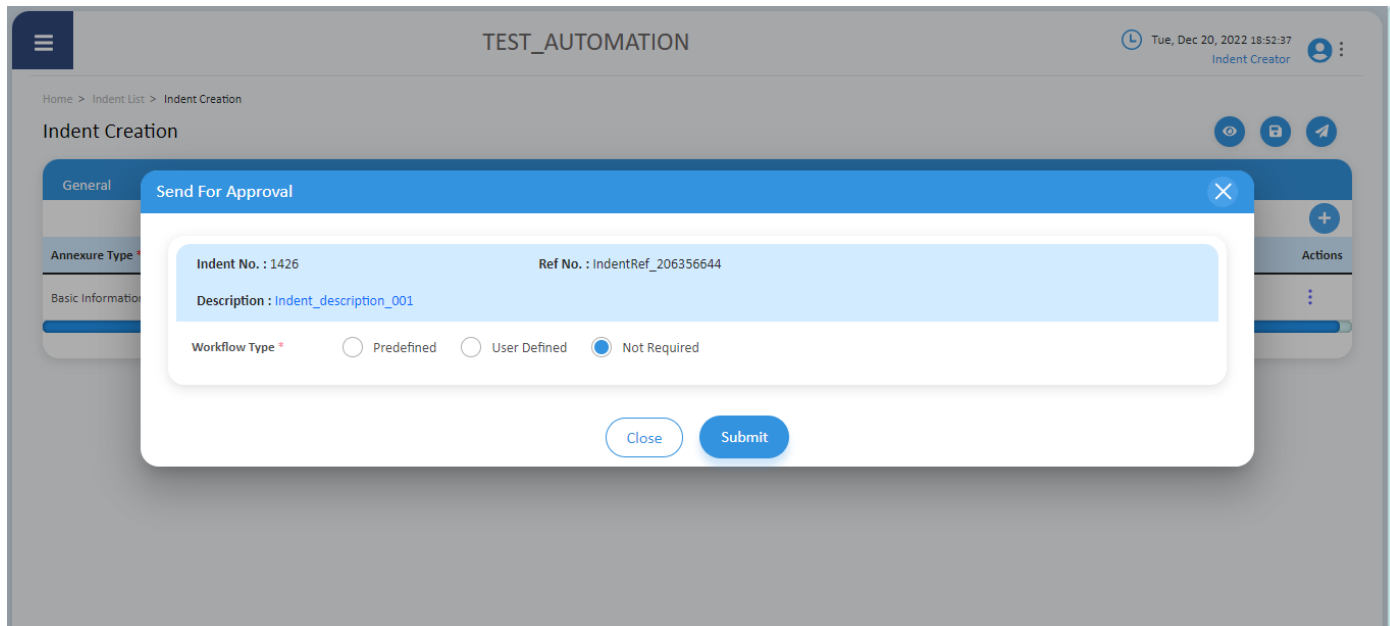 TEST_AUTOMATION
Tue, Dec 20, 2022 18:52:37
Indent Creator
Home > Indent List > Indent Creation
Indent Creation
General
Send For Approval
Annexure Type *
Actions
Indent No. : 1426 Ref No. : IndentRef_206356644
Basic Information
Description : Indent_description_001
Workflow Type * Predefined User Defined Not Required
Close Submit